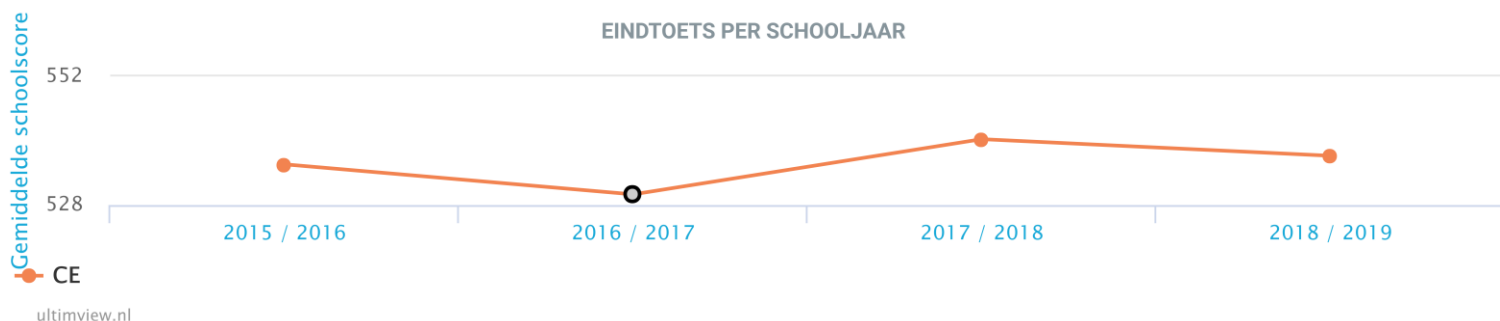 EINDTOETS PER SCHOOLJAAR
Gemiddelde schoolscore
552
528
2015 / 2016
2016 / 2017
2017 / 2018
2018 / 2019
CE
ultimview.nl